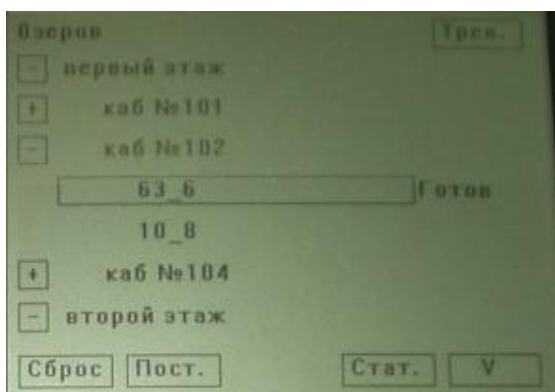 Озеров Трев.
- первый этаж
+ каб №101
- каб №102
63_6 Готов
10_8
+ каб №104
- второй этаж
Сброс Пост. Стат. V